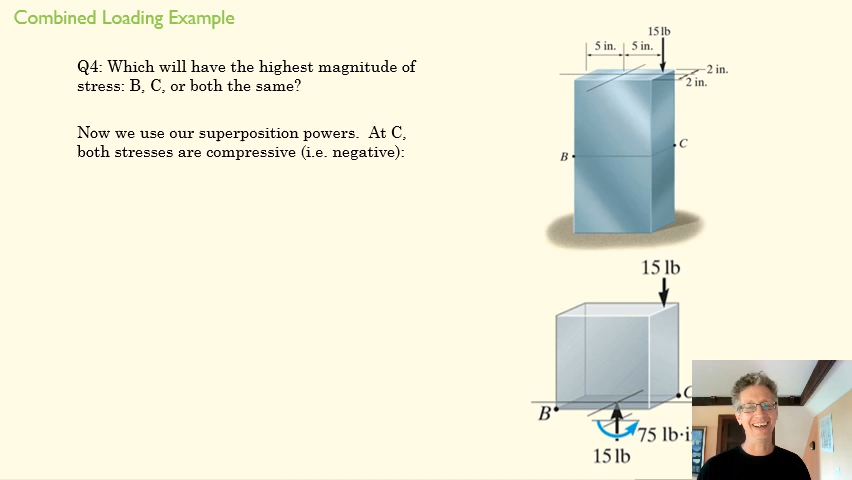 Combined Loading Example
Q4: Which will have the highest magnitude of
stress: B, C, or both the same?
Now we use our superposition powers.  At C,
both stresses are compressive (i.e. negative):
15 lb
5 in.
5 in.
2 in.
2 in.
C
B
15 lb
C
B
75 lb·i
15 lb